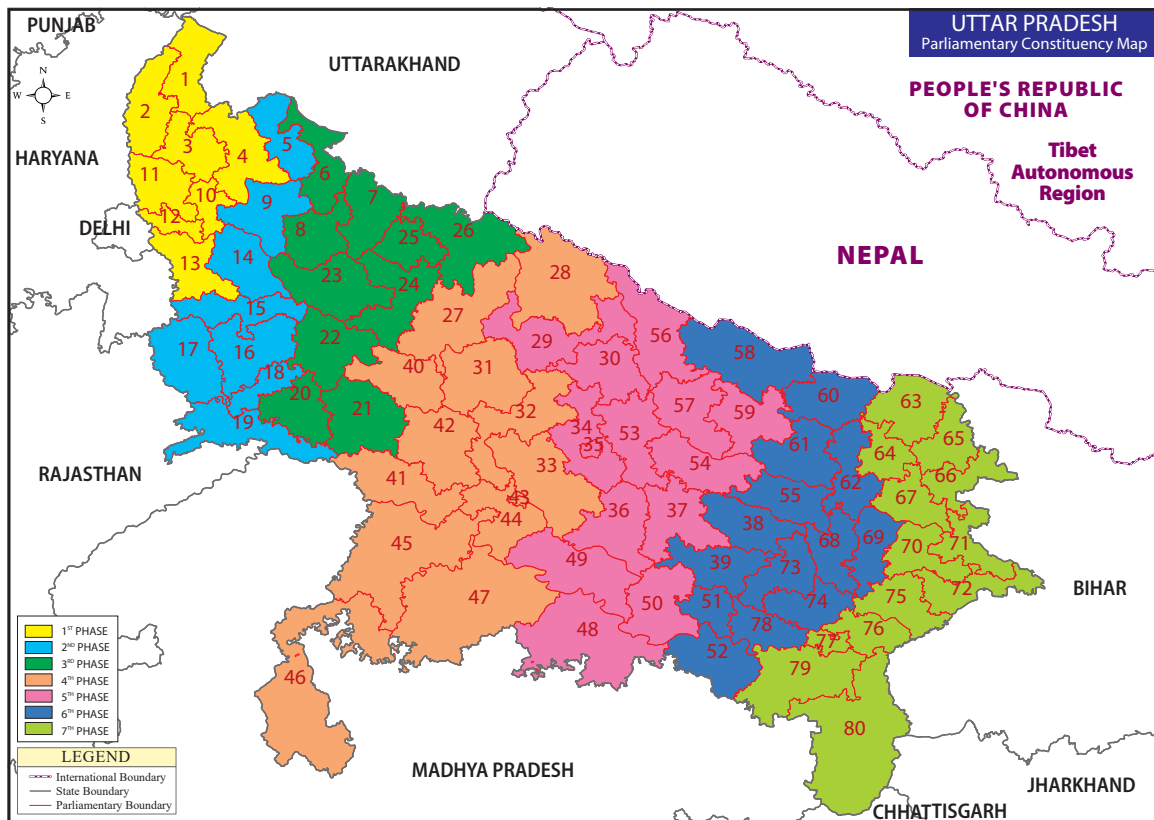 UTTAR PRADESH
Parliamentary Constituency Map
PUNJAB
UTTARAKHAND
PEOPLE'S REPUBLIC
OF CHINA
Tibet
Autonomous
Region
N
W E
S
HARYANA
DELHI
NEPAL
RAJASTHAN
BIHAR
MADHYA PRADESH
JHARKHAND
CHHATTISGARH
1
2
3
4
5
6
7
8
9
10
11
12
13
14
15
16
17
18
19
20
21
22
23
24
25
26
27
28
29
30
31
32
33
34
35
36
37
38
39
40
41
42
43
44
45
46
47
48
49
50
51
52
53
54
55
56
57
58
59
60
61
62
63
64
65
66
67
68
69
70
71
72
73
74
75
76
77
78
79
80
1ST PHASE
2ND PHASE
3RD PHASE
4TH PHASE
5TH PHASE
6TH PHASE
7TH PHASE
LEGEND
International Boundary
State Boundary
Parliamentary Boundary